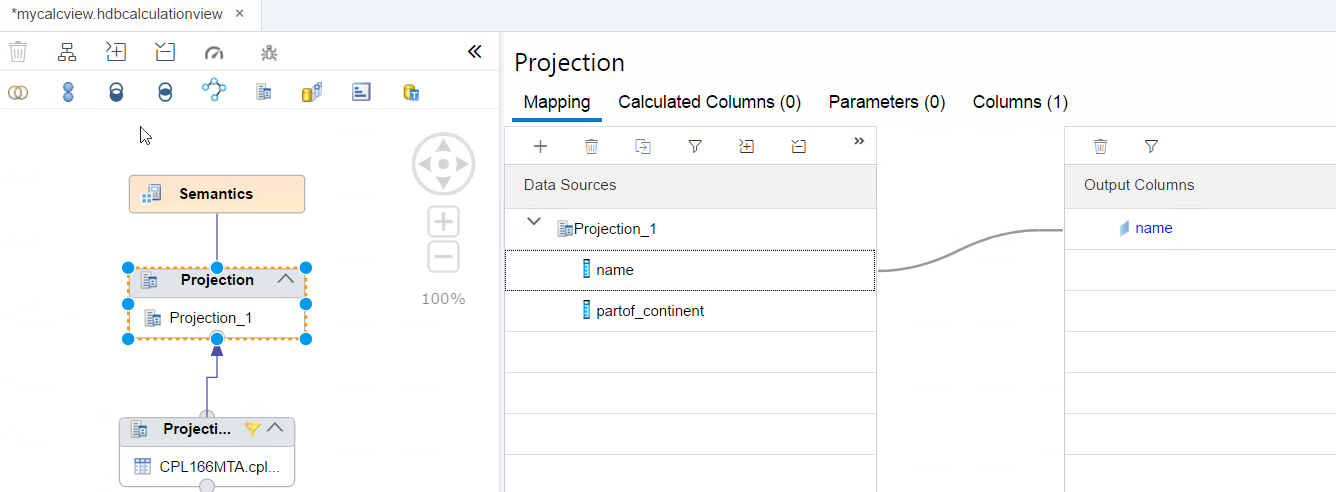 *mycalcview.hdbcalculationview ×
Projection
Mapping Calculated Columns (0) Parameters (0) Columns (1)
Semantics
Projection
Projection_1
100%
Projecti...
CPL166MTA.cpl...
Data Sources
Projection_1
name
partof_continent
Output Columns
name